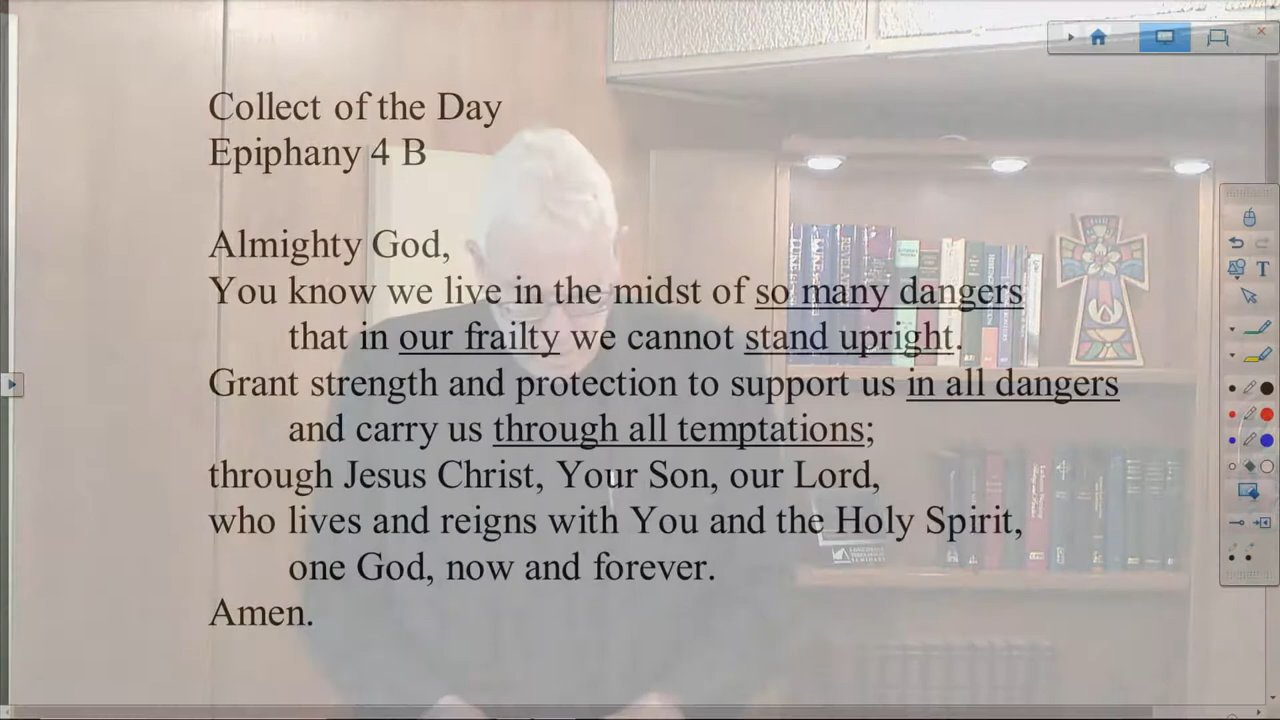 Collect of the Day
Epiphany 4 B
Almighty God,
You know we live in the midst of so many dangers
that in our frailty we cannot stand upright.
Grant strength and protection to support us in all dangers
and carry us through all temptations;
through Jesus Christ, Your Son, our Lord,
who lives and reigns with You and the Holy Spirit,
one God, now and forever.
Amen.